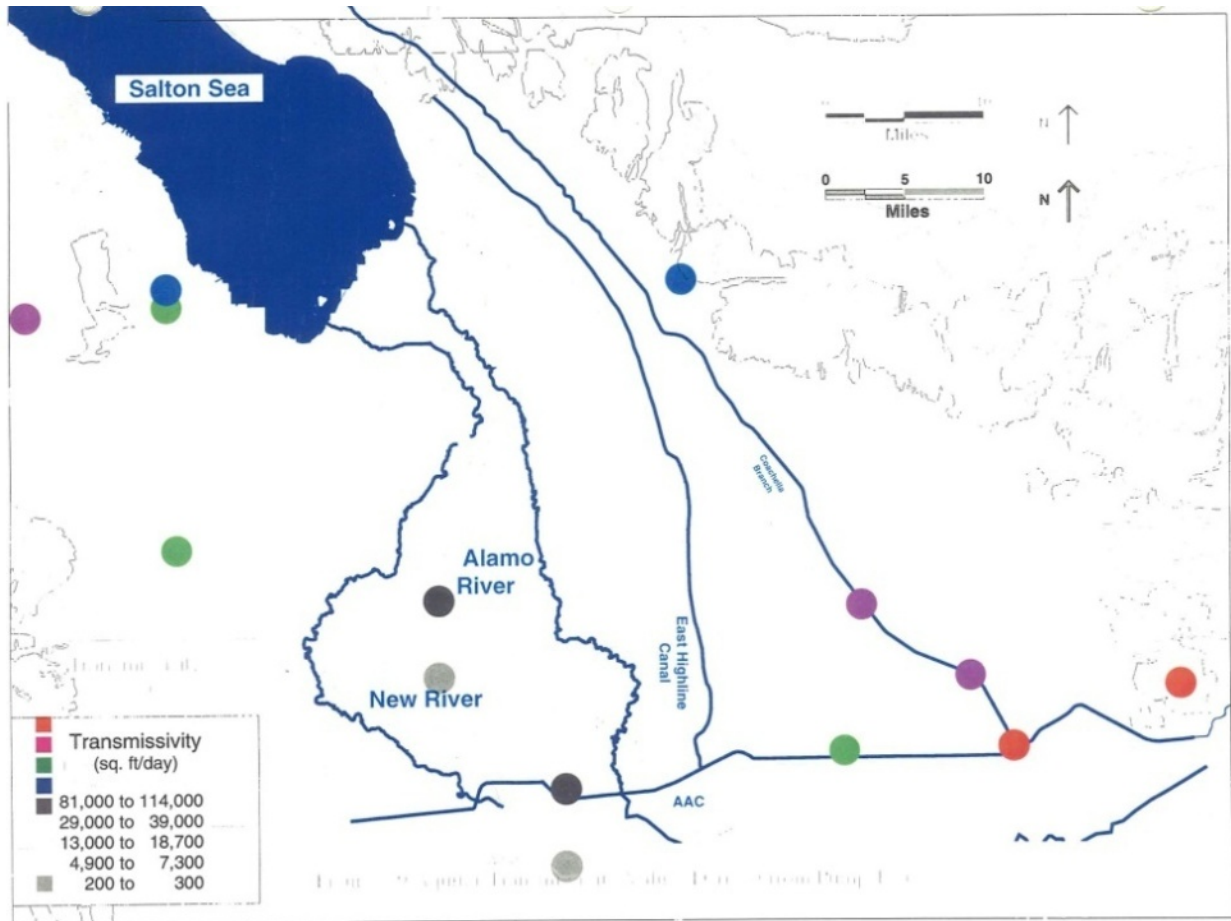 Salton Sea
Miles
N
0 5 10
N
Miles
Coachella
Branch
Alamo
River
East Highline
Canal
New River
AAC
Transmissivity
(sq. ft/day)
81,000 to 114,000
29,000 to 39,000
13,000 to 18,700
4,900 to 7,300
200 to 300